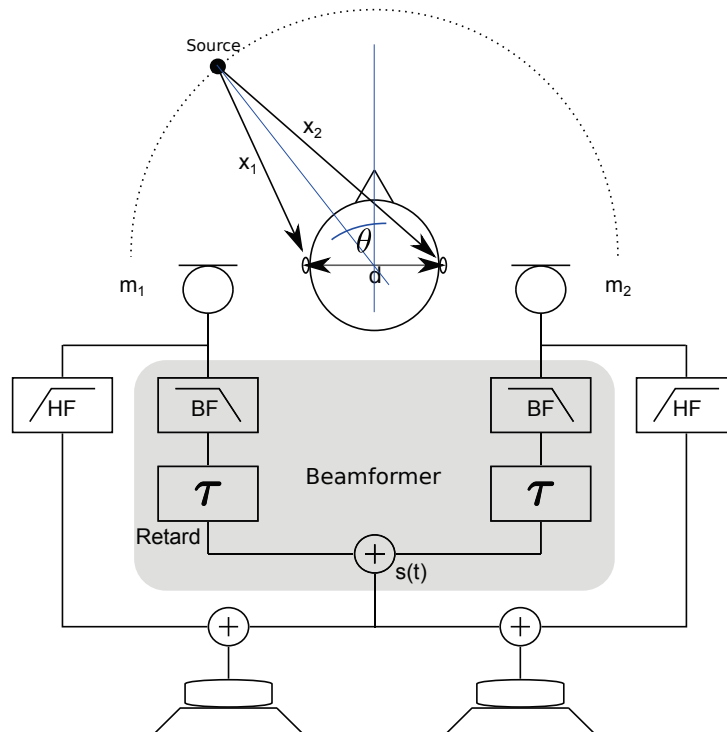 Source
x₂
x₁
θ
d
m₁
m₂
HF
BF
BF
HF
τ
Beamformer
τ
Retard
+
s(t)
+
+